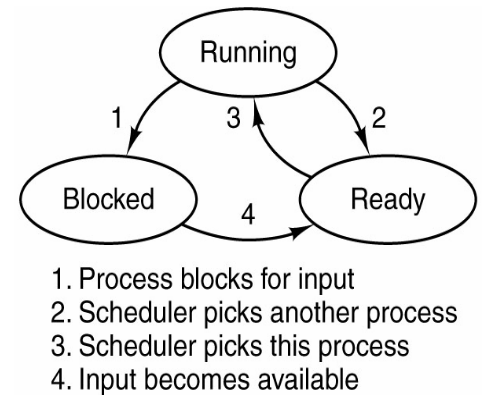 Running
1
3
2
Blocked
4
Ready
1. Process blocks for input
2. Scheduler picks another process
3. Scheduler picks this process
4. Input becomes available